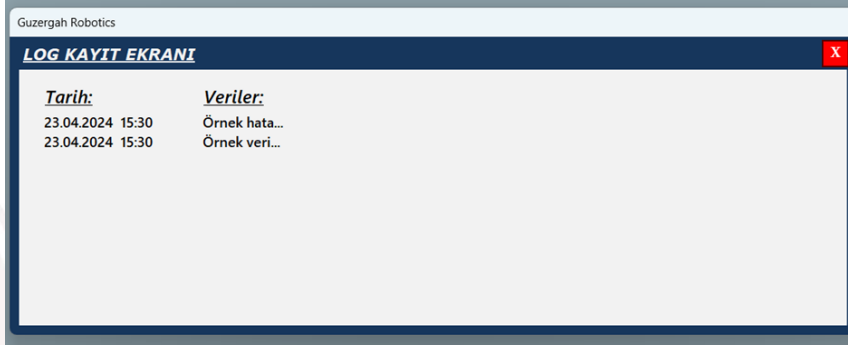 Guzergah Robotics
LOG KAYIT EKRANI
X
Tarih: Veriler:
23.04.2024 15:30 Örnek hata...
23.04.2024 15:30 Örnek veri...